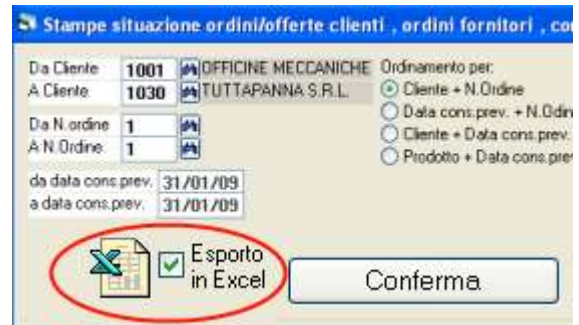 Stampe situazione ordini/offerte clienti , ordini fornitori , co
Da Cliente 1001 OFFICINE MECCANICHE
A Cliente 1030 TUTTAPANNA S.R.L.
Da N.ordine 1
A N.Ordine 1
da data cons.prev. 31/01/09
a data cons.prev. 31/01/09
Ordinamento per:
Cliente + N.Ordine
Data cons.prev. + N.Odin
Cliente + Data cons.prev.
Prodotto + Data cons.prev
Esporto
in Excel
Conferma